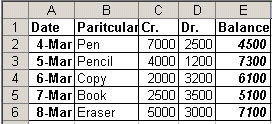 A B C D E
1 Date Paritcular Cr. Dr. Balance
2 4-Mar Pen 7000 2500 4500
3 5-Mar Pencil 4000 1200 7300
4 6-Mar Copy 2000 3200 6100
5 7-Mar Book 2500 3500 5100
6 8-Mar Eraser 5000 3000 7100